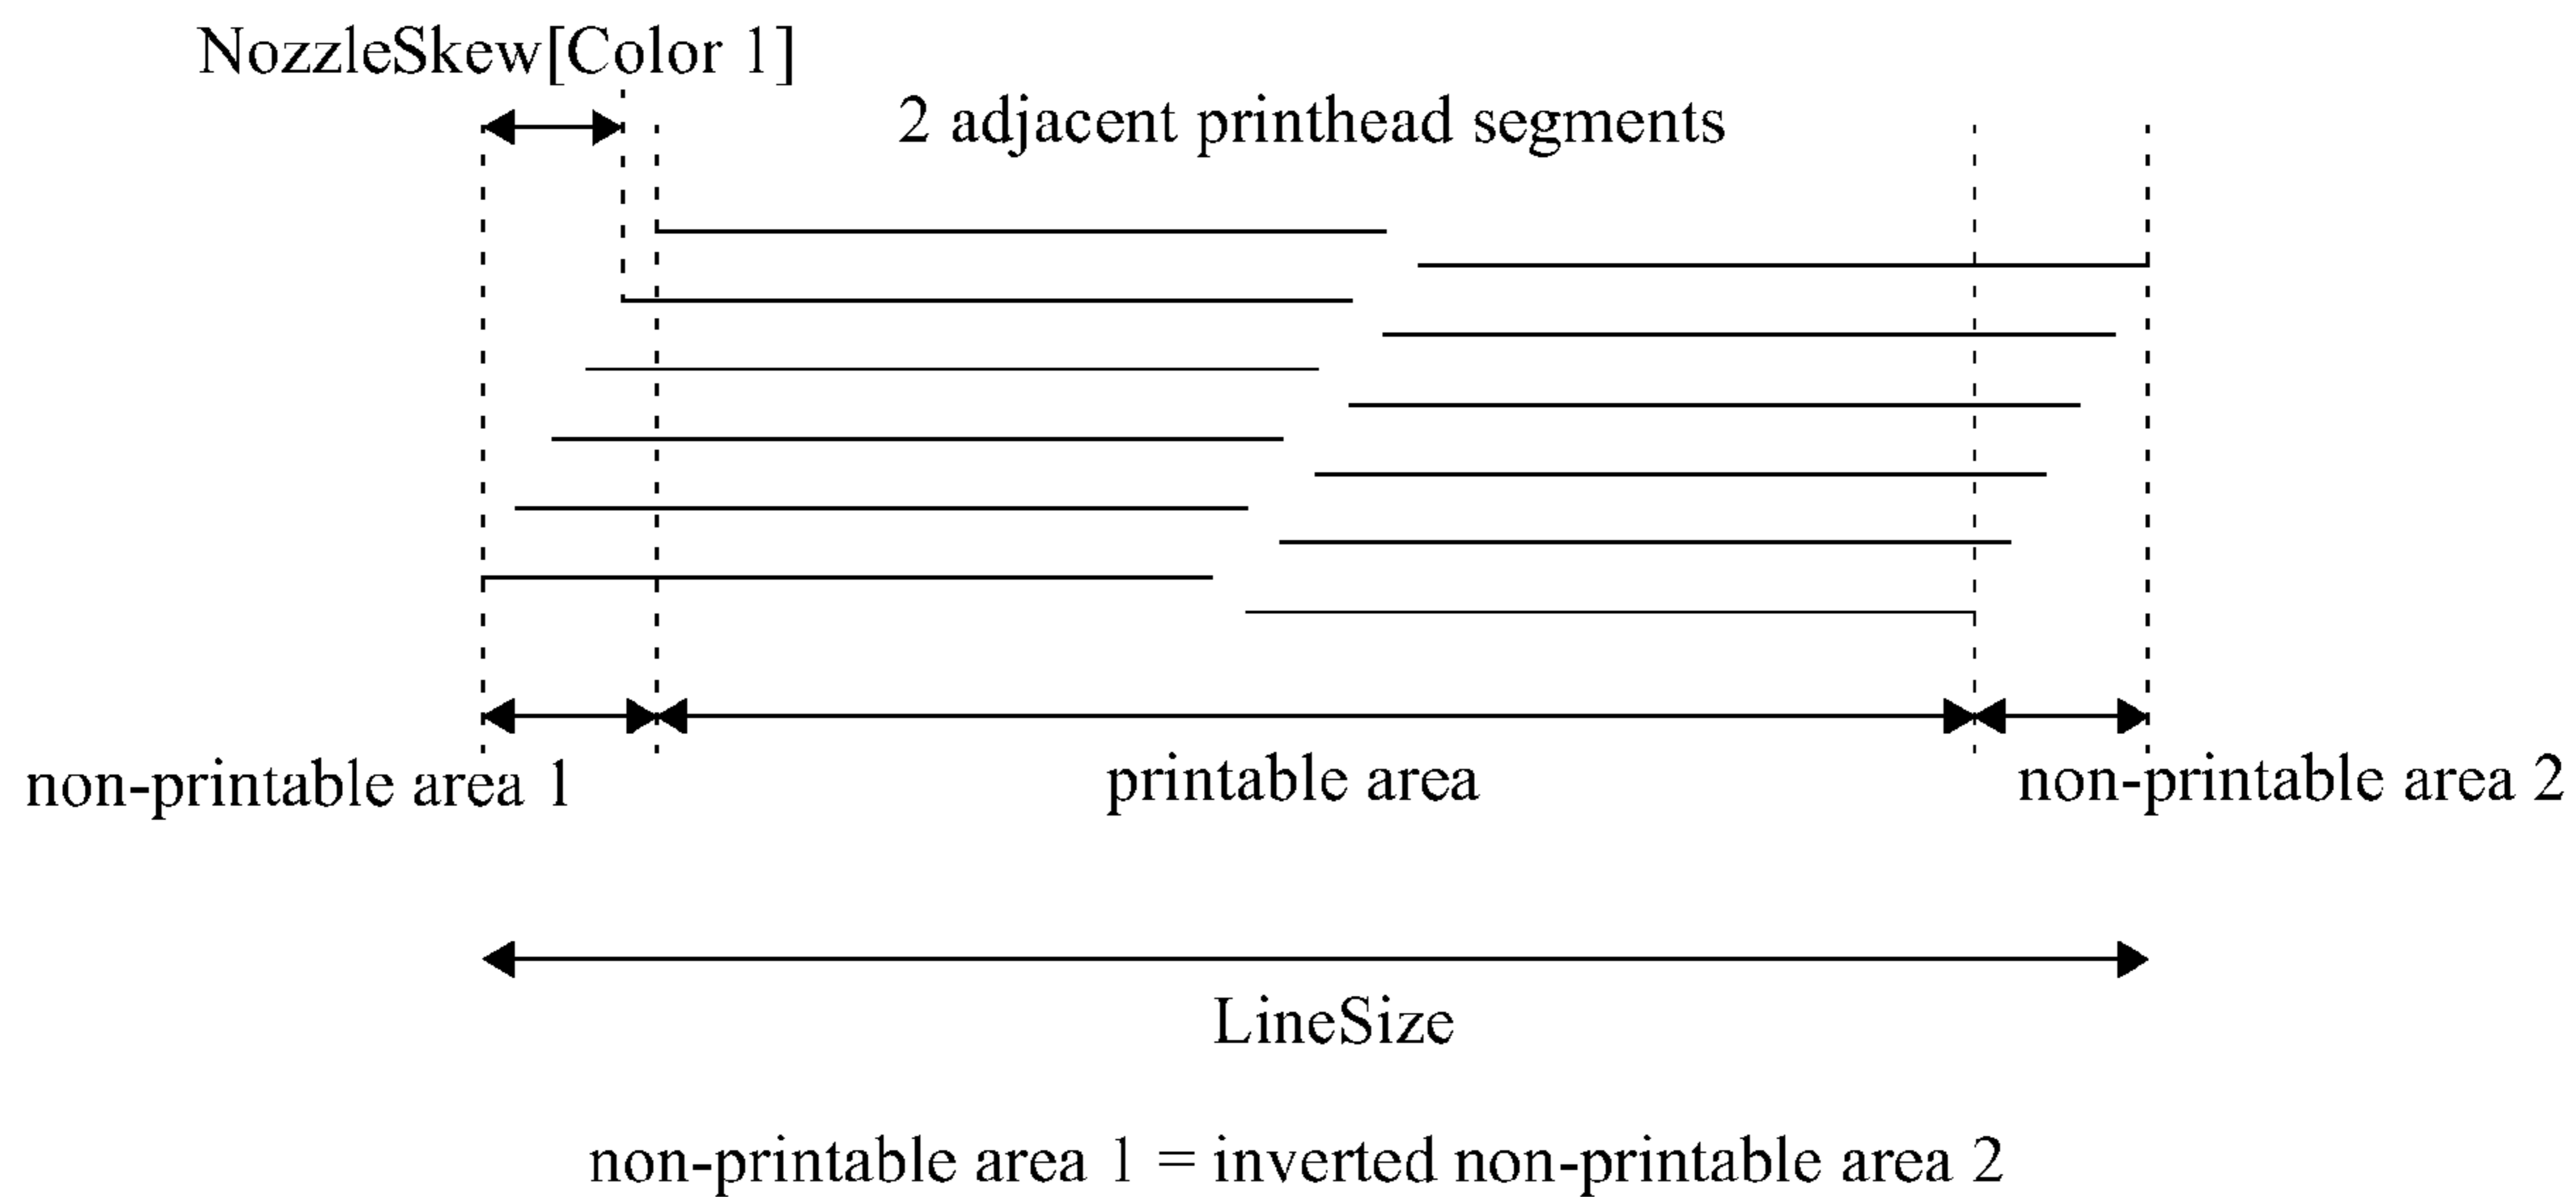 NozzleSkew[Color 1]
2 adjacent printhead segments
non-printable area 1
printable area
non-printable area 2
LineSize
non-printable area 1 = inverted non-printable area 2